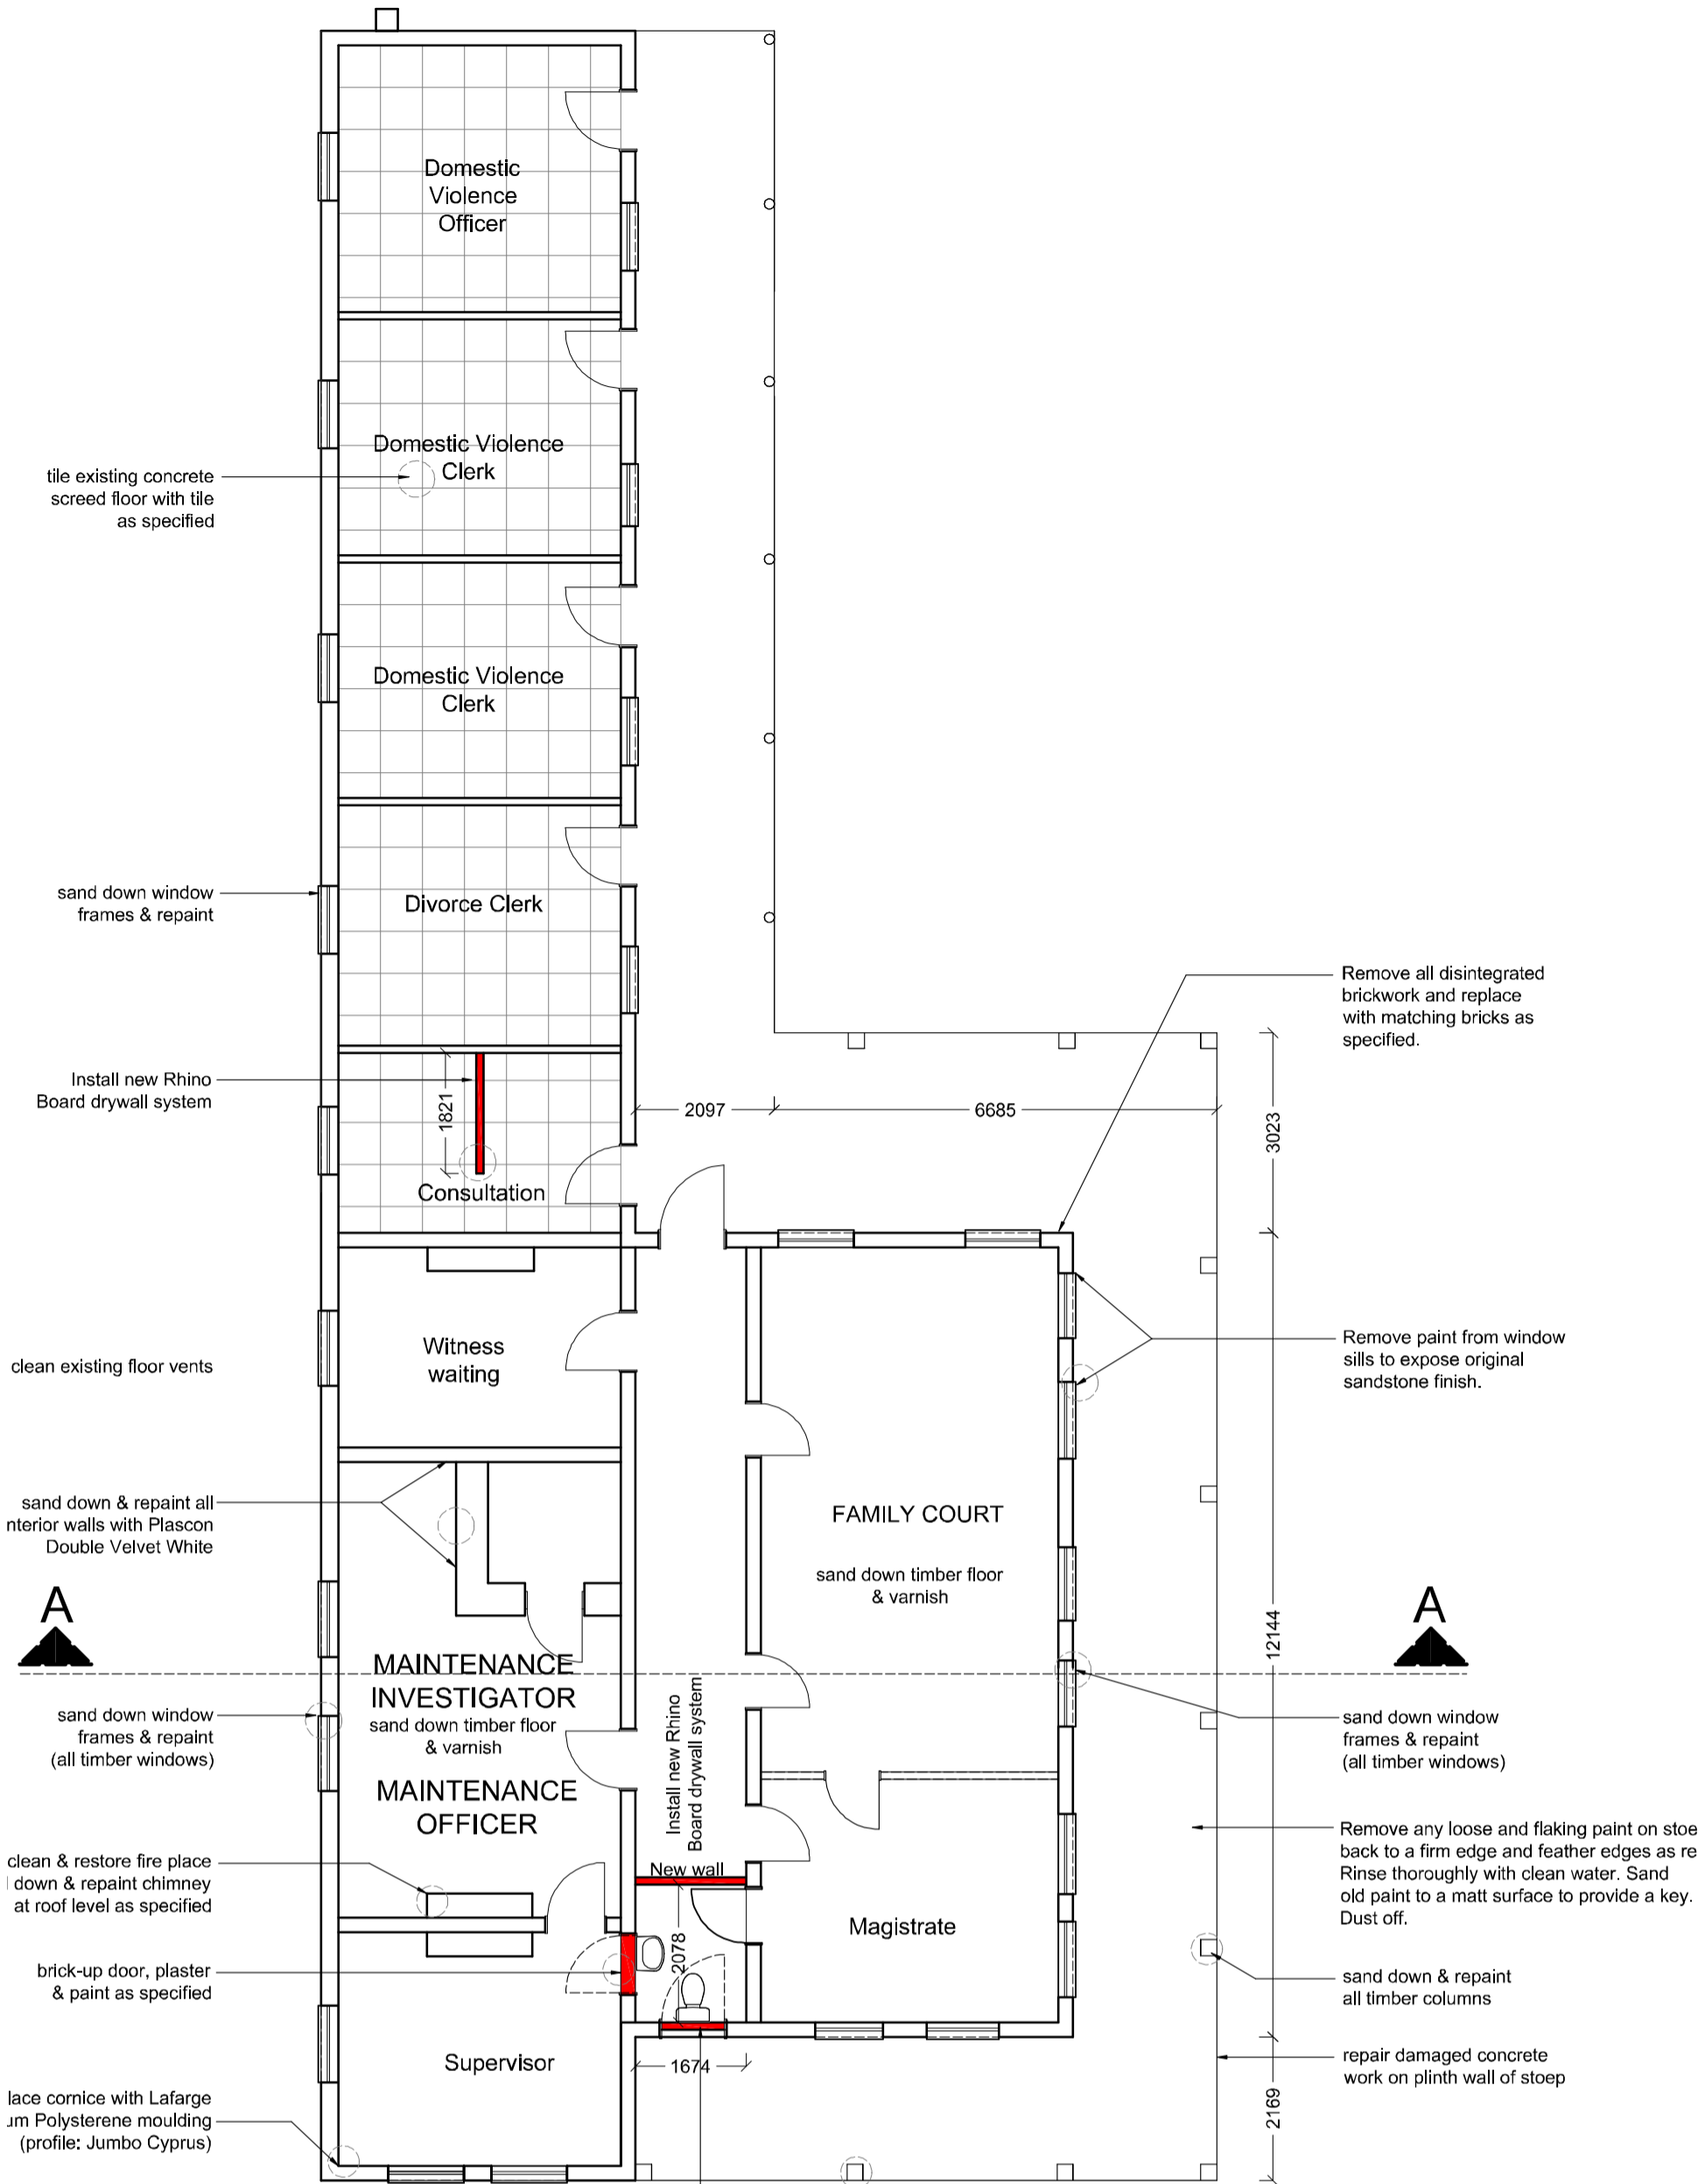 Domestic
Violence
Officer
Domestic Violence
Clerk
tile existing concrete
screed floor with tile
as specified
Domestic Violence
Clerk
sand down window
frames & repaint
Divorce Clerk
Remove all disintegrated
brickwork and replace
with matching bricks as
specified.
Install new Rhino
Board drywall system
1821
2097
6685
3023
Consultation
Witness
waiting
clean existing floor vents
Remove paint from window
sills to expose original
sandstone finish.
sand down & repaint all
nterior walls with Plascon
Double Velvet White
FAMILY COURT
sand down timber floor
& varnish
A
A
12144
MAINTENANCE
INVESTIGATOR
sand down timber floor
& varnish
MAINTENANCE
OFFICER
sand down window
frames & repaint
(all timber windows)
Install new Rhino
Board drywall system
sand down window
frames & repaint
(all timber windows)
clean & restore fire place
down & repaint chimney
at roof level as specified
New wall
Remove any loose and flaking paint on stoe
back to a firm edge and feather edges as re
Rinse thoroughly with clean water. Sand
old paint to a matt surface to provide a key.
Dust off.
Magistrate
2078
brick-up door, plaster
& paint as specified
sand down & repaint
all timber columns
Supervisor
1674
repair damaged concrete
work on plinth wall of stoep
2169
lace cornice with Lafarge
um Polysterene moulding
(profile: Jumbo Cyprus)